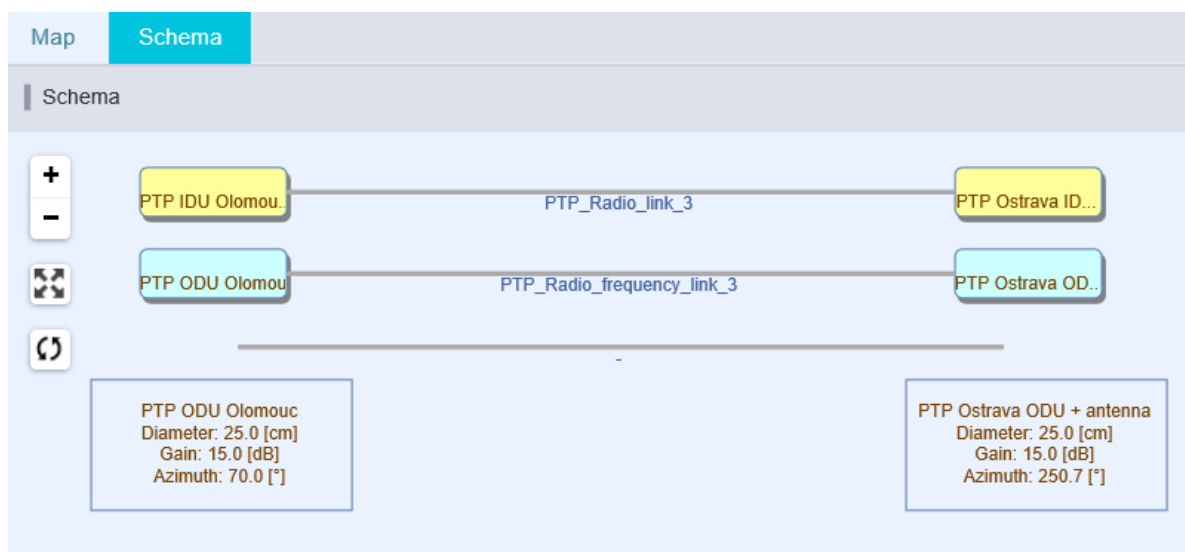 Map
Schema
Schema
+
-
PTP IDU Olomou..
PTP_Radio_link_3
PTP Ostrava ID...
PTP ODU Olomou
PTP_Radio_frequency_link_3
PTP Ostrava OD..
-
PTP ODU Olomouc
Diameter: 25.0 [cm]
Gain: 15.0 [dB]
Azimuth: 70.0 [°]
PTP Ostrava ODU + antenna
Diameter: 25.0 [cm]
Gain: 15.0 [dB]
Azimuth: 250.7 [°]